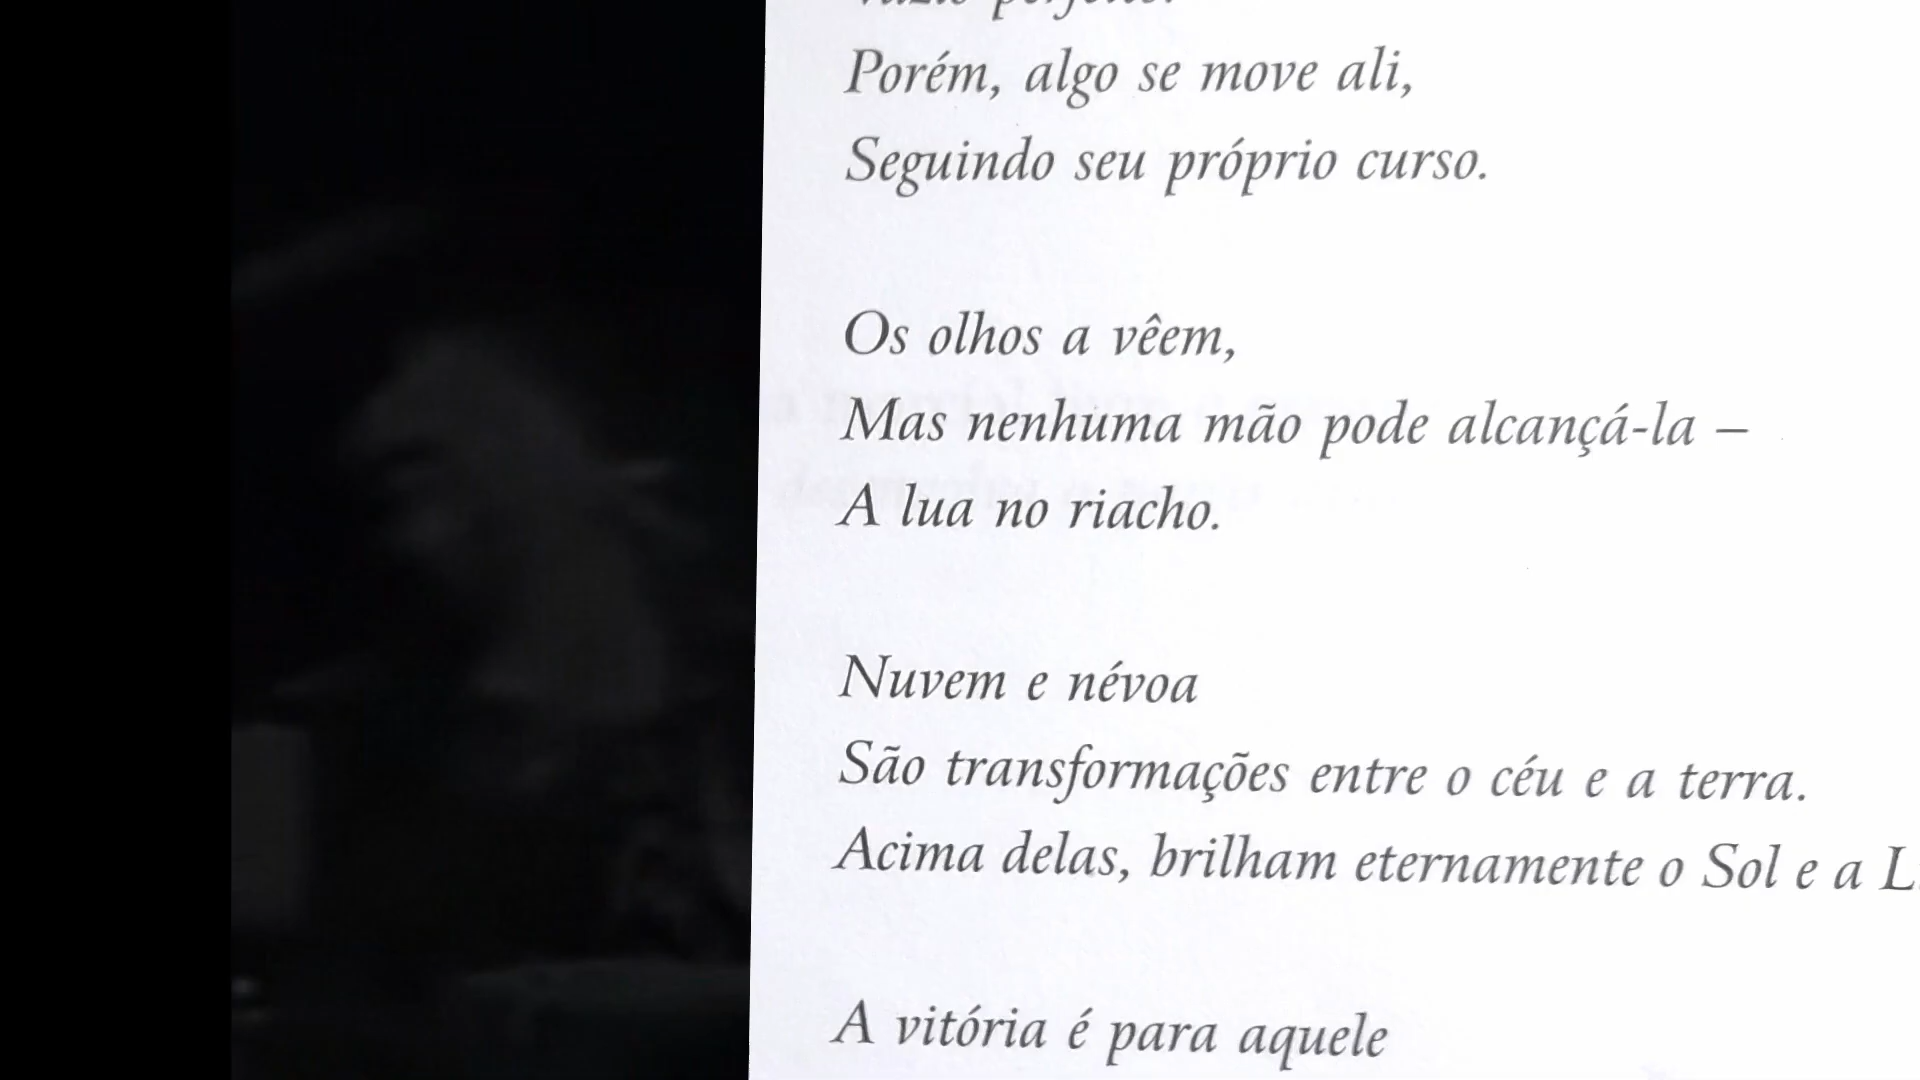 Porém, algo se move ali,
Seguindo seu próprio curso.
Os olhos a vêem,
Mas nenhuma mão pode alcançá-la –
A lua no riacho.
Nuvem e névoa
São transformações entre o céu e a terra.
Acima delas, brilham eternamente o Sol e a
A vitória é para aquele